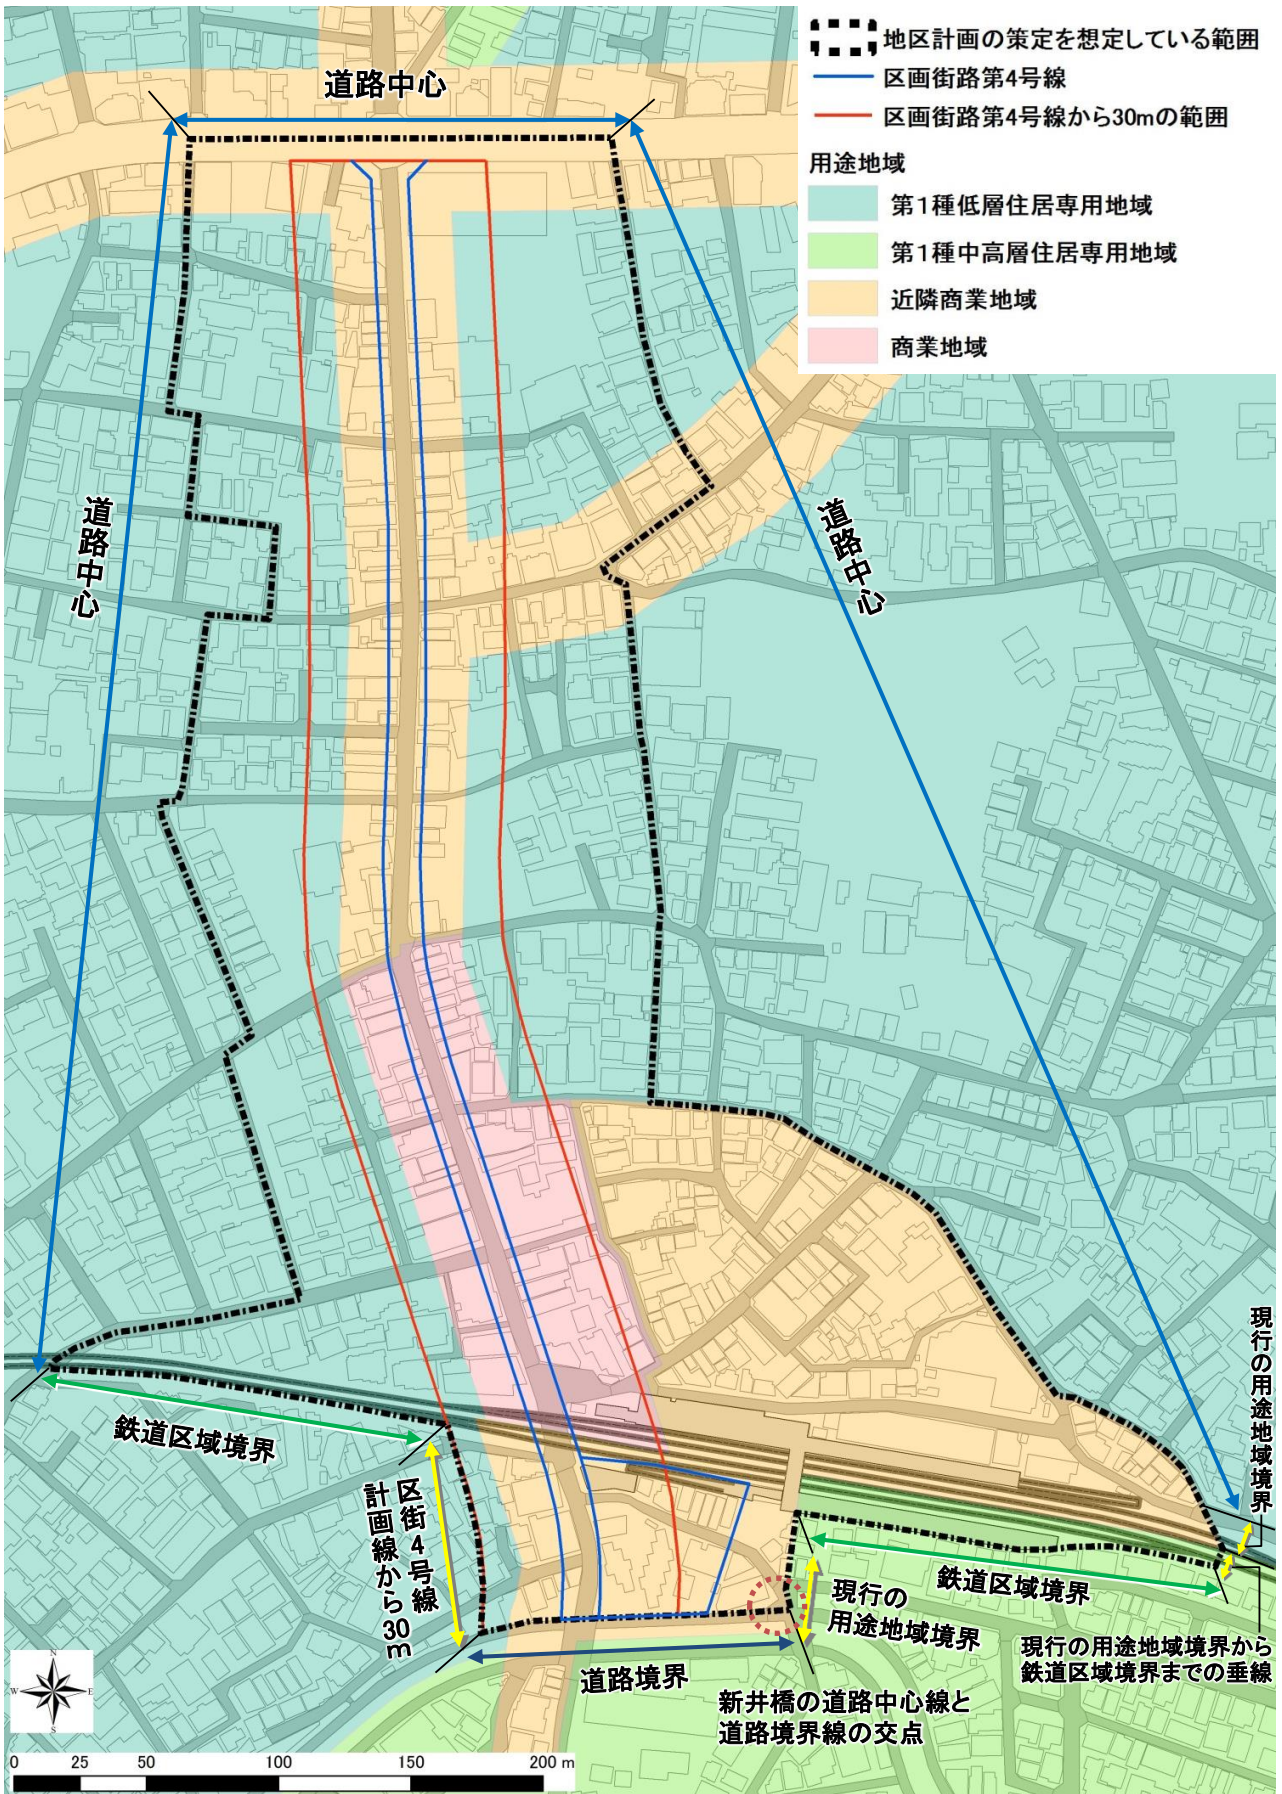 地区計画の策定を想定している範囲
区画街路第4号線
区画街路第4号線から30mの範囲
用途地域
第1種低層住居専用地域
第1種中高層住居専用地域
近隣商業地域
商業地域
道路中心
道路中心
道路中心
現行の用途地域境界
鉄道区域境界
区街4号線
計画線から30m
鉄道区域境界
現行の
用途地域境界
現行の用途地域境界から
鉄道区域境界までの垂線
道路境界
新井橋の道路中心線と
道路境界線の交点
N
W
E
S
0 25 50 100 150 200 m